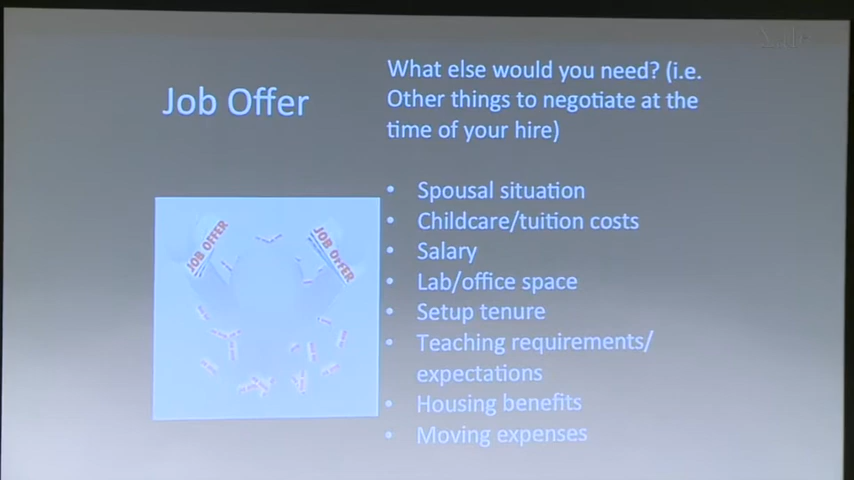 Job Offer
What else would you need? (i.e.
Other things to negotiate at the
time of your hire)
• Spousal situation
• Childcare/tuition costs
• Salary
• Lab/office space
• Setup tenure
• Teaching requirements/
expectations
• Housing benefits
• Moving expenses
JOB OFFER
JOB OFFER